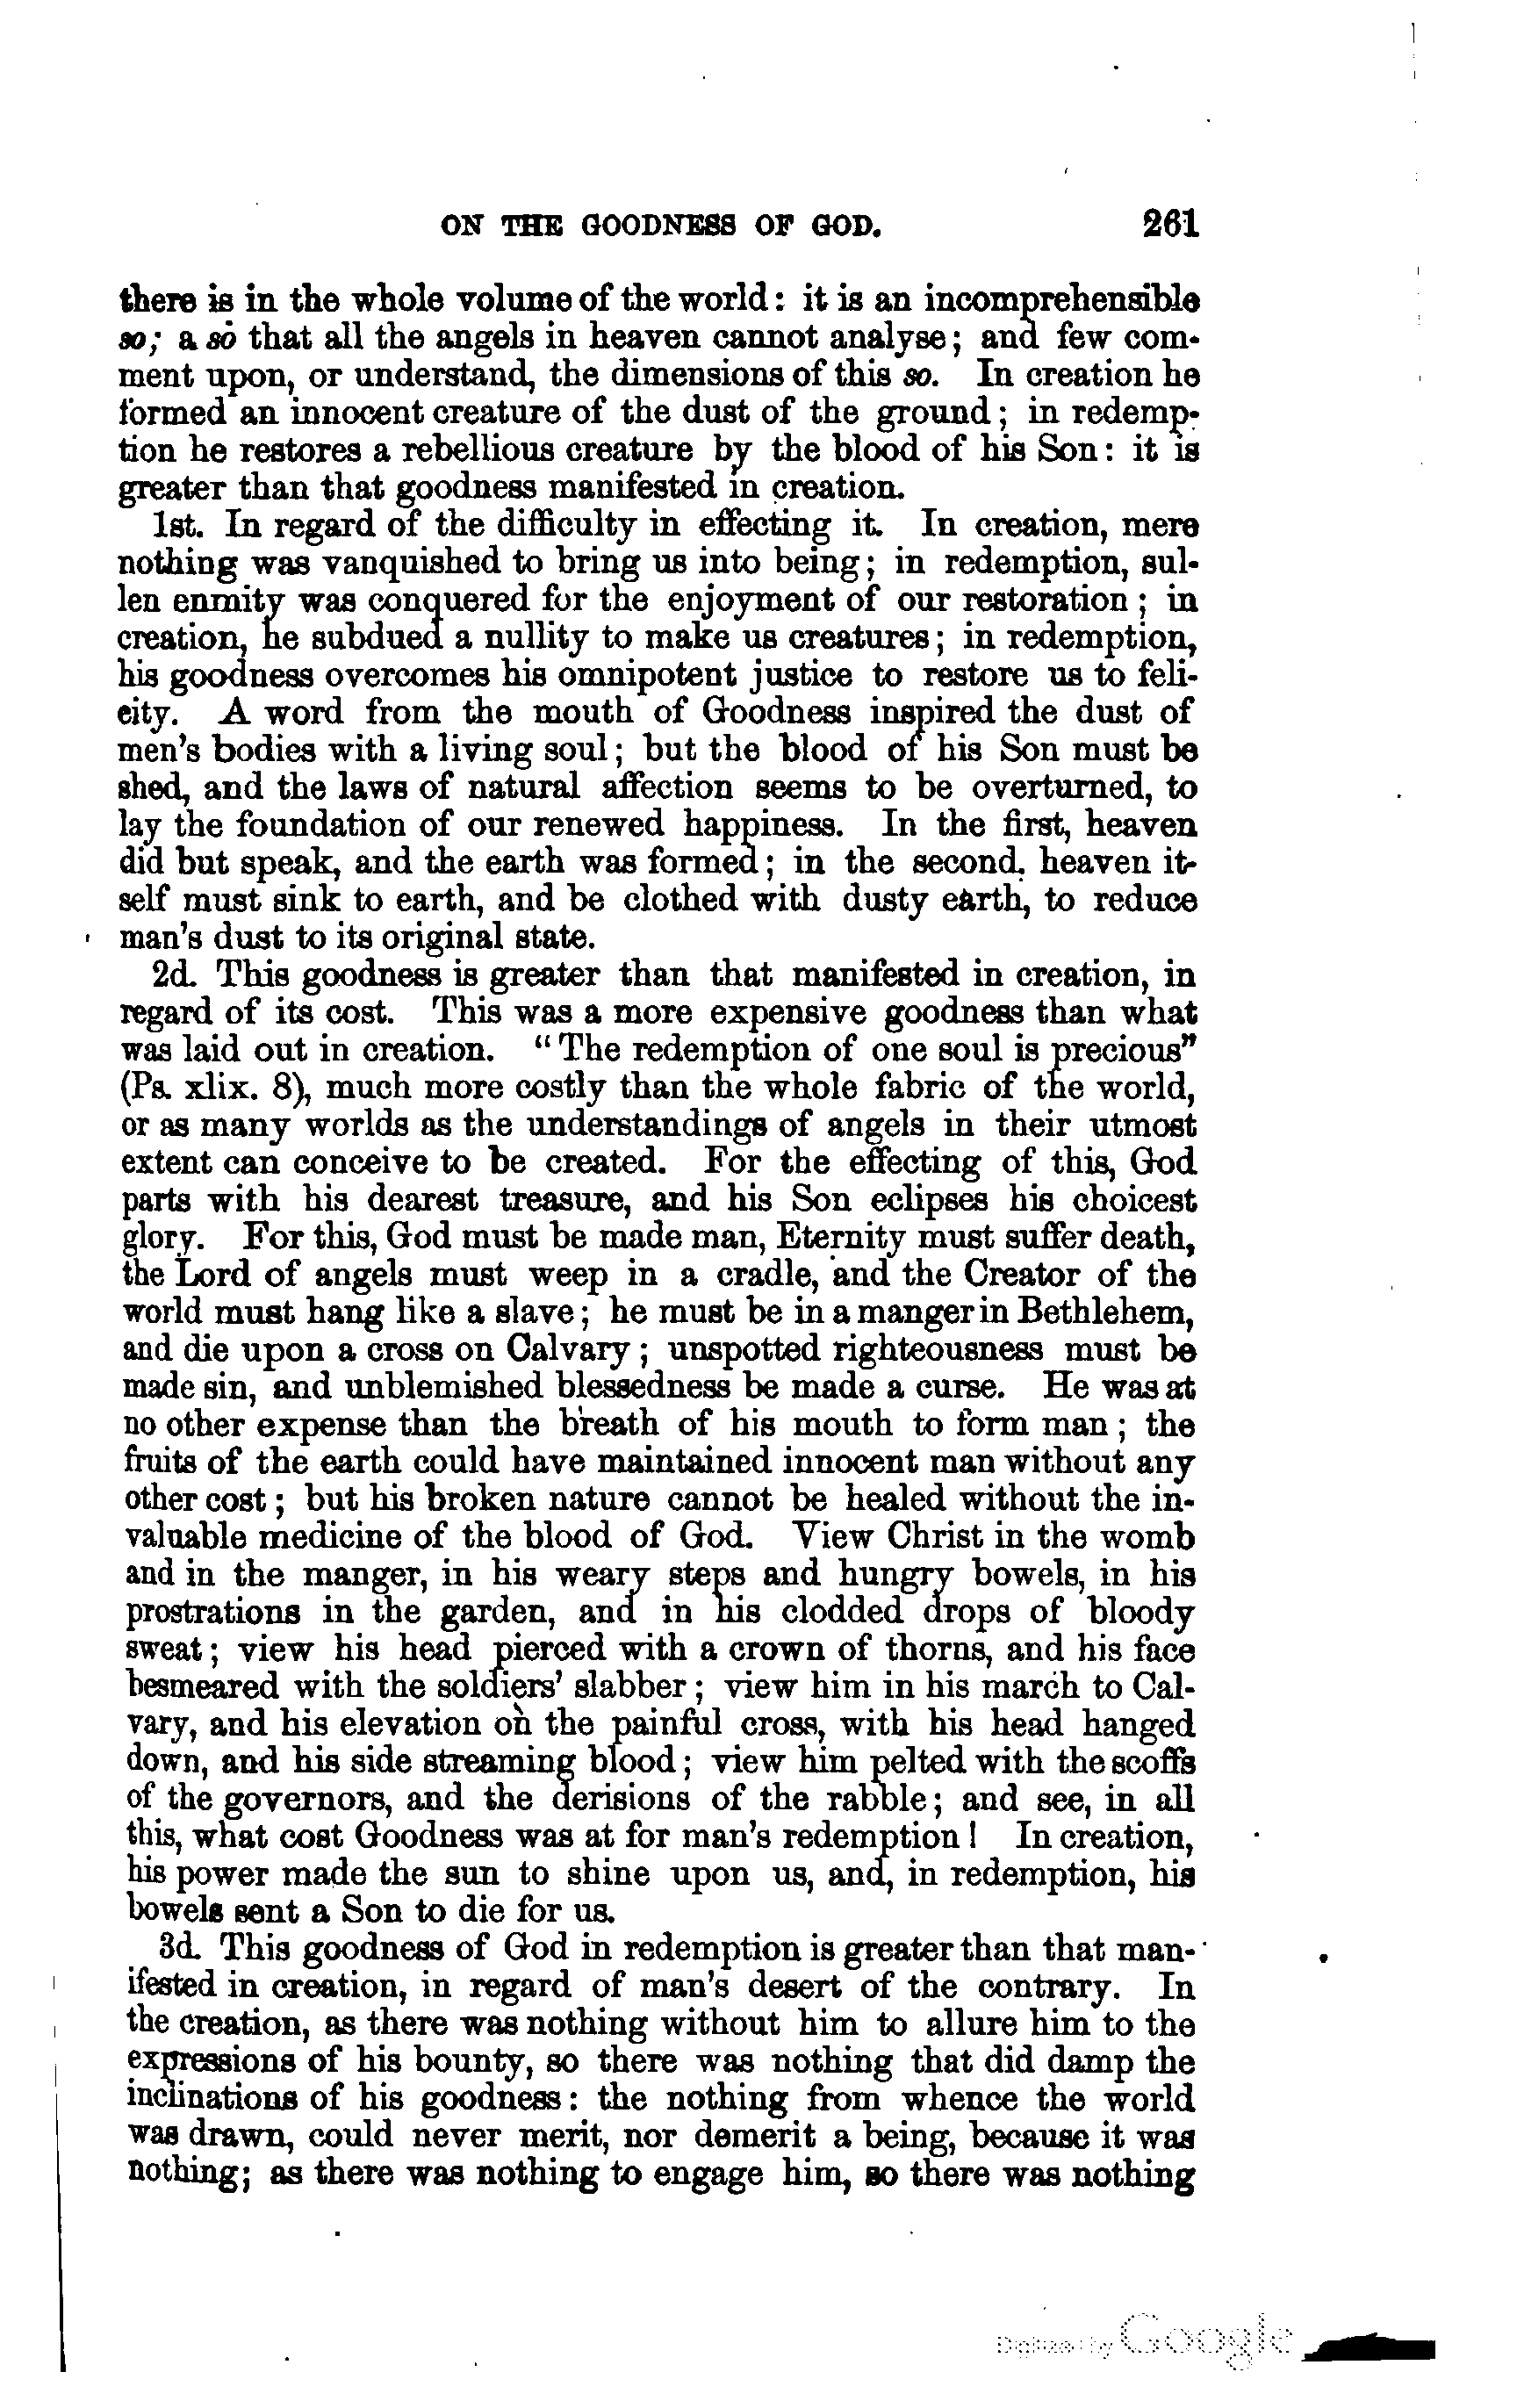 ON THE GOODNESS OF GOD. 261
there is in the whole volume of the world: it is an incomprehensible
so; a so that all the angels in heaven cannot analyse; and few com-
ment upon, or understand, the dimensions of this so. In creation he
formed an innocent creature of the dust of the ground; in redemp-
tion he restores a rebellious creature by the blood of his Son: it is
greater than that goodness manifested in creation.
1st. In regard of the difficulty in effecting it. In creation, mere
nothing was vanquished to bring us into being; in redemption, sul-
len enmity was conquered for the enjoyment of our restoration; in
creation, he subdued a nullity to make us creatures; in redemption,
his goodness overcomes his omnipotent justice to restore us to feli-
city. A word from the mouth of Goodness inspired the dust of
men's bodies with a living soul; but the blood of his Son must be
shed, and the laws of natural affection seems to be overturned, to
lay the foundation of our renewed happiness. In the first, heaven
did but speak, and the earth was formed; in the second, heaven it-
self must sink to earth, and be clothed with dusty earth, to reduce
man's dust to its original state.
2d. This goodness is greater than that manifested in creation, in
regard of its cost. This was a more expensive goodness than what
was laid out in creation. "The redemption of one soul is precious"
(Ps. xlix. 8), much more costly than the whole fabric of the world,
or as many worlds as the understandings of angels in their utmost
extent can conceive to be created. For the effecting of this, God
parts with his dearest treasure, and his Son eclipses his choicest
glory. For this, God must be made man, Eternity must suffer death,
the Lord of angels must weep in a cradle, and the Creator of the
world must hang like a slave; he must be in a manger in Bethlehem,
and die upon a cross on Calvary; unspotted righteousness must be
made sin, and unblemished blessedness be made a curse. He was at
no other expense than the breath of his mouth to form man; the
fruits of the earth could have maintained innocent man without any
other cost; but his broken nature cannot be healed without the in-
valuable medicine of the blood of God. View Christ in the womb
and in the manger, in his weary steps and hungry bowels, in his
prostrations in the garden, and in his clodded drops of bloody
sweat; view his head pierced with a crown of thorns, and his face
besmeared with the soldiers' slabber; view him in his march to Cal-
vary, and his elevation on the painful cross, with his head hanged
down, and his side streaming blood; view him pelted with the scoffs
of the governors, and the derisions of the rabble; and see, in all
this, what cost Goodness was at for man's redemption! In creation,
his power made the sun to shine upon us, and, in redemption, his
bowels sent a Son to die for us.
3d. This goodness of God in redemption is greater than that man-
ifested in creation, in regard of man's desert of the contrary. In
the creation, as there was nothing without him to allure him to the
expressions of his bounty, so there was nothing that did damp the
inclinations of his goodness: the nothing from whence the world
was drawn, could never merit, nor demerit a being, because it was
nothing; as there was nothing to engage him, so there was nothing
Digitized by Google